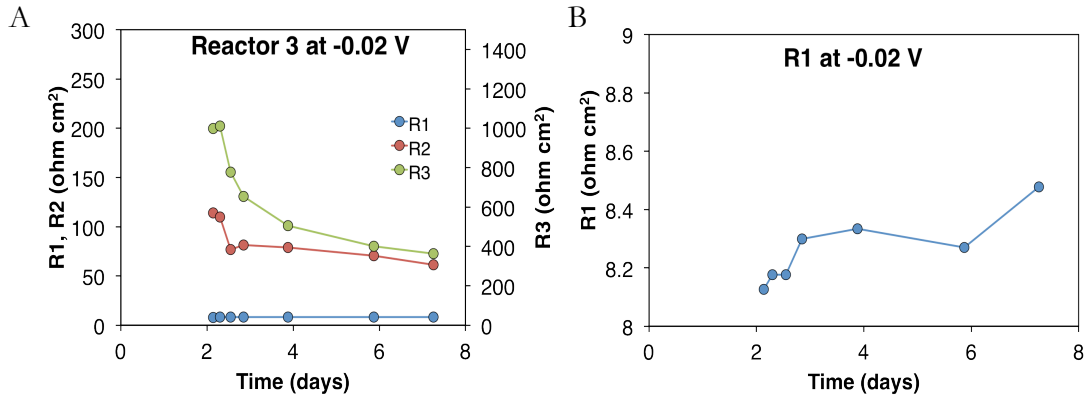 A
Reactor 3 at -0.02 V
R1, R2 (ohm cm²)
300
250
200
150
100
50
0
1400
1200
1000
800
600
400
200
0
R3 (ohm cm²)
R1
R2
R3
0 2 4 6 8
Time (days)
B
R1 at -0.02 V
R1 (ohm cm²)
9
8.8
8.6
8.4
8.2
8
0 2 4 6 8
Time (days)